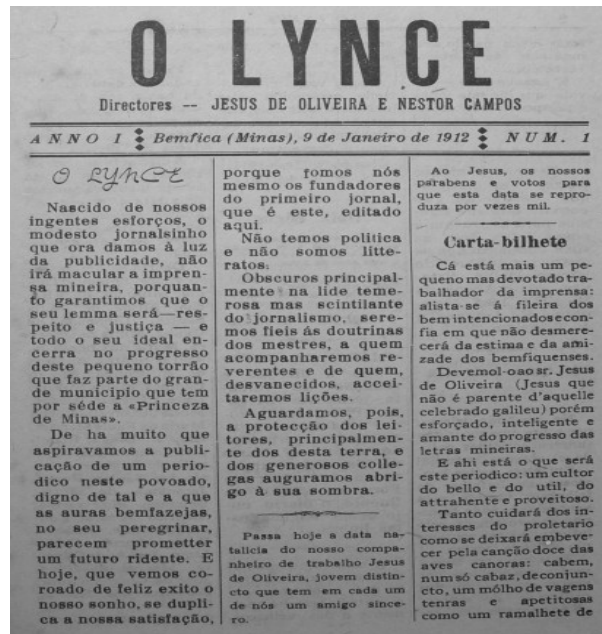 O LYNCE
Directores -- JESUS DE OLIVEIRA E NESTOR CAMPOS
ANNO I Bemfica (Minas), 9 de Janeiro de 1912 NUM. 1
O LYNCE
Nascido de nossos
ingentes esforços, o
modesto jornalsinho
que ora damos à luz
da publicidade, não
irá macular a impren-
sa mineira, porquan-
to garantimos que o
seu lemma será—res-
peito e justiça — e
todo o seu ideal en-
cerra no progresso
deste pequeno torrão
que faz parte do gran-
de municipio que tem
por séde a «Princeza
de Minas».
De ha muito que
aspiravamos a publi-
cação de um perio-
dico neste povoado,
digno de tal e a que
as auras bemfazejas,
no seu peregrinar,
parecem prometter
um futuro ridente. E
hoje, que vemos co-
roado de feliz exito o
nosso sonho, se dupli-
ca a nossa satisfação,
porque fomos nós
mesmo os fundadores
do primeiro jornal,
que é este, editado
aqui.
Não temos politica
e não somos litte-
ratos:
Obscuros principal-
mente na lide teme-
rosa mas scintilante
do jornalismo, sere-
mos fieis ás doutrinas
dos mestres, a quem
acompanharemos re-
verentes e de quem,
desvanecidos, accei-
taremos lições.
Aguardamos, pois,
a protecção dos lei-
tores, principalmen-
te dos desta terra, e
dos generosos colle-
gas auguramos abri-
go à sua sombra.
Passa hoje a data na-
talicia do nosso compa-
nheiro de trabalho Jesus
de Oliveira, jovem distin-
cto que tem em cada um
de nós um amigo since-
ro.
Ao Jesus, os nossos
parabens e votos para
que esta data se repro-
duza por vezes mil.
Carta-bilhete
Cá está mais um pe-
queno mas devotado tra-
balhador da imprensa:
alista-se á fileira dos
bem intencionados e con-
fia em que não desmere-
cerá da estima e da ami-
zade dos bemfiquenses.
Devemol-o ao sr. Jesus
de Oliveira (Jesus que
não é parente d'aquelle
celebrado galileu) porém
esforçado, inteligente e
amante do progresso das
letras mineiras.
E ahi está o que será
este periodico: um cultor
do bello e do util, do
attrahente e proveitoso.
Tanto cuidará dos in-
teresses do proletario
como se deixará embeve-
cer pela canção doce das
aves canoras: cabem,
num só cabaz, de conjun-
cto, um mólho de vagens
tenras e apetitosas
como um ramalhete de